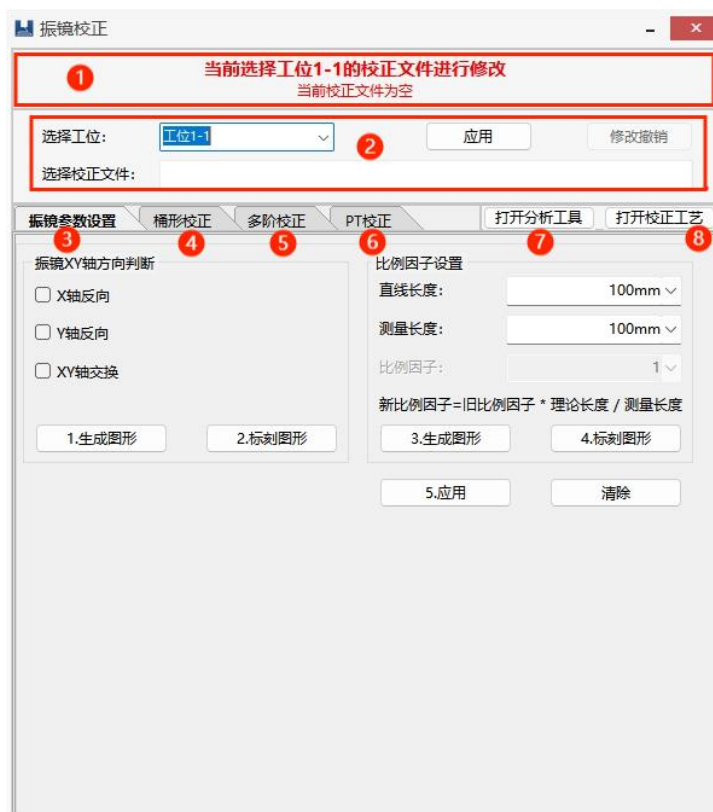 振镜校正
1 当前选择工位1-1的校正文件进行修改
当前校正文件为空
选择工位： 工位1-1 2 应用 修改撤销
选择校正文件：
振镜参数设置 桶形校正 多阶校正 PT校正 打开分析工具 打开校正工艺
3 4 5 6 7 8
振镜XY轴方向判断 比例因子设置
X轴反向 直线长度： 100mm
Y轴反向 测量长度： 100mm
XY轴交换 比例因子： 1
新比例因子=旧比例因子 * 理论长度 / 测量长度
1.生成图形 2.标刻图形 3.生成图形 4.标刻图形
5.应用 清除